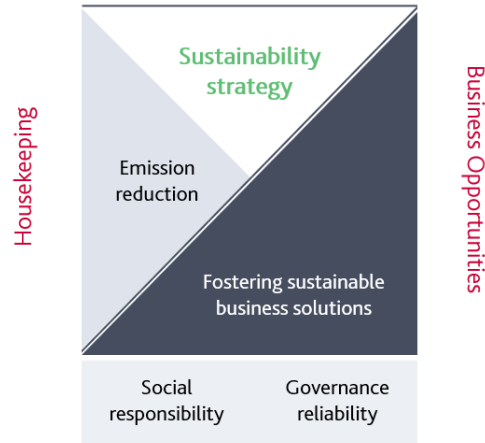 Sustainability
strategy
Housekeeping
Business Opportunities
Emission
reduction
Fostering sustainable
business solutions
Social
responsibility
Governance
reliability